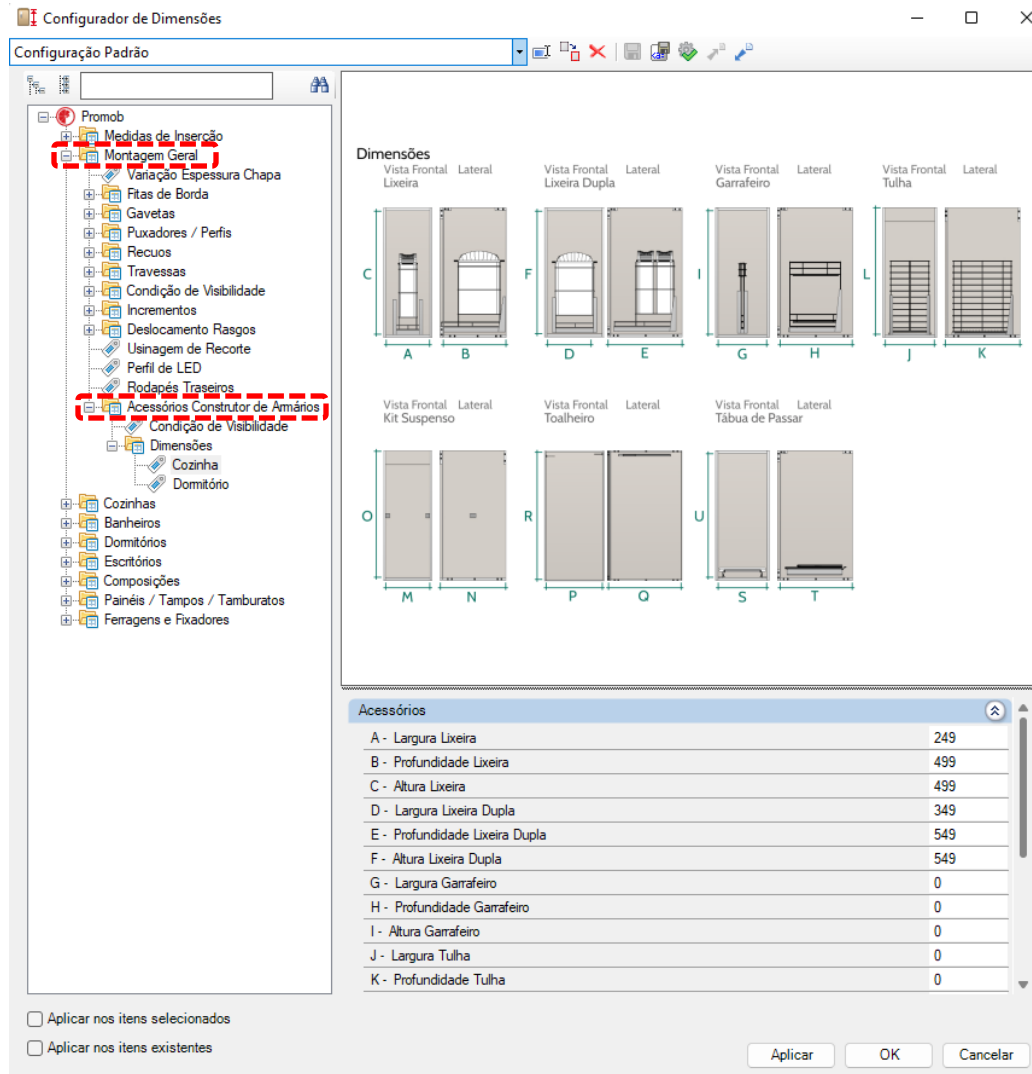 Configurador de Dimensões
Configuração Padrão
Promob
Medidas de Inserção
Montagem Geral
Variação Espessura Chapa
Fitas de Borda
Gavetas
Puxadores / Perfis
Recuos
Travessas
Condição de Visibilidade
Incrementos
Deslocamento Rasgos
Usinagem de Recorte
Perfil de LED
Rodapés Traseiros
Acessórios Construtor de Armários
Condição de Visibilidade
Dimensões
Cozinha
Dormitório
Cozinhas
Banheiros
Dormitórios
Escritórios
Composições
Painéis / Tampos / Tamburatos
Ferragens e Fixadores
Dimensões
Vista Frontal Lateral Vista Frontal Lateral Vista Frontal Lateral Vista Frontal Lateral
Lixeira Lixeira Dupla Garrafeiro Tulha
C F I L
A B D E G H J K
Vista Frontal Lateral Vista Frontal Lateral Vista Frontal Lateral
Kit Suspenso Toalheiro Tábua de Passar
O R U
M N P Q S T
Acessórios
A - Largura Lixeira 249
B - Profundidade Lixeira 499
C - Altura Lixeira 499
D - Largura Lixeira Dupla 349
E - Profundidade Lixeira Dupla 549
F - Altura Lixeira Dupla 549
G - Largura Garrafeiro 0
H - Profundidade Garrafeiro 0
I - Altura Garrafeiro 0
J - Largura Tulha 0
K - Profundidade Tulha 0
Aplicar nos itens selecionados
Aplicar nos itens existentes
Aplicar OK Cancelar